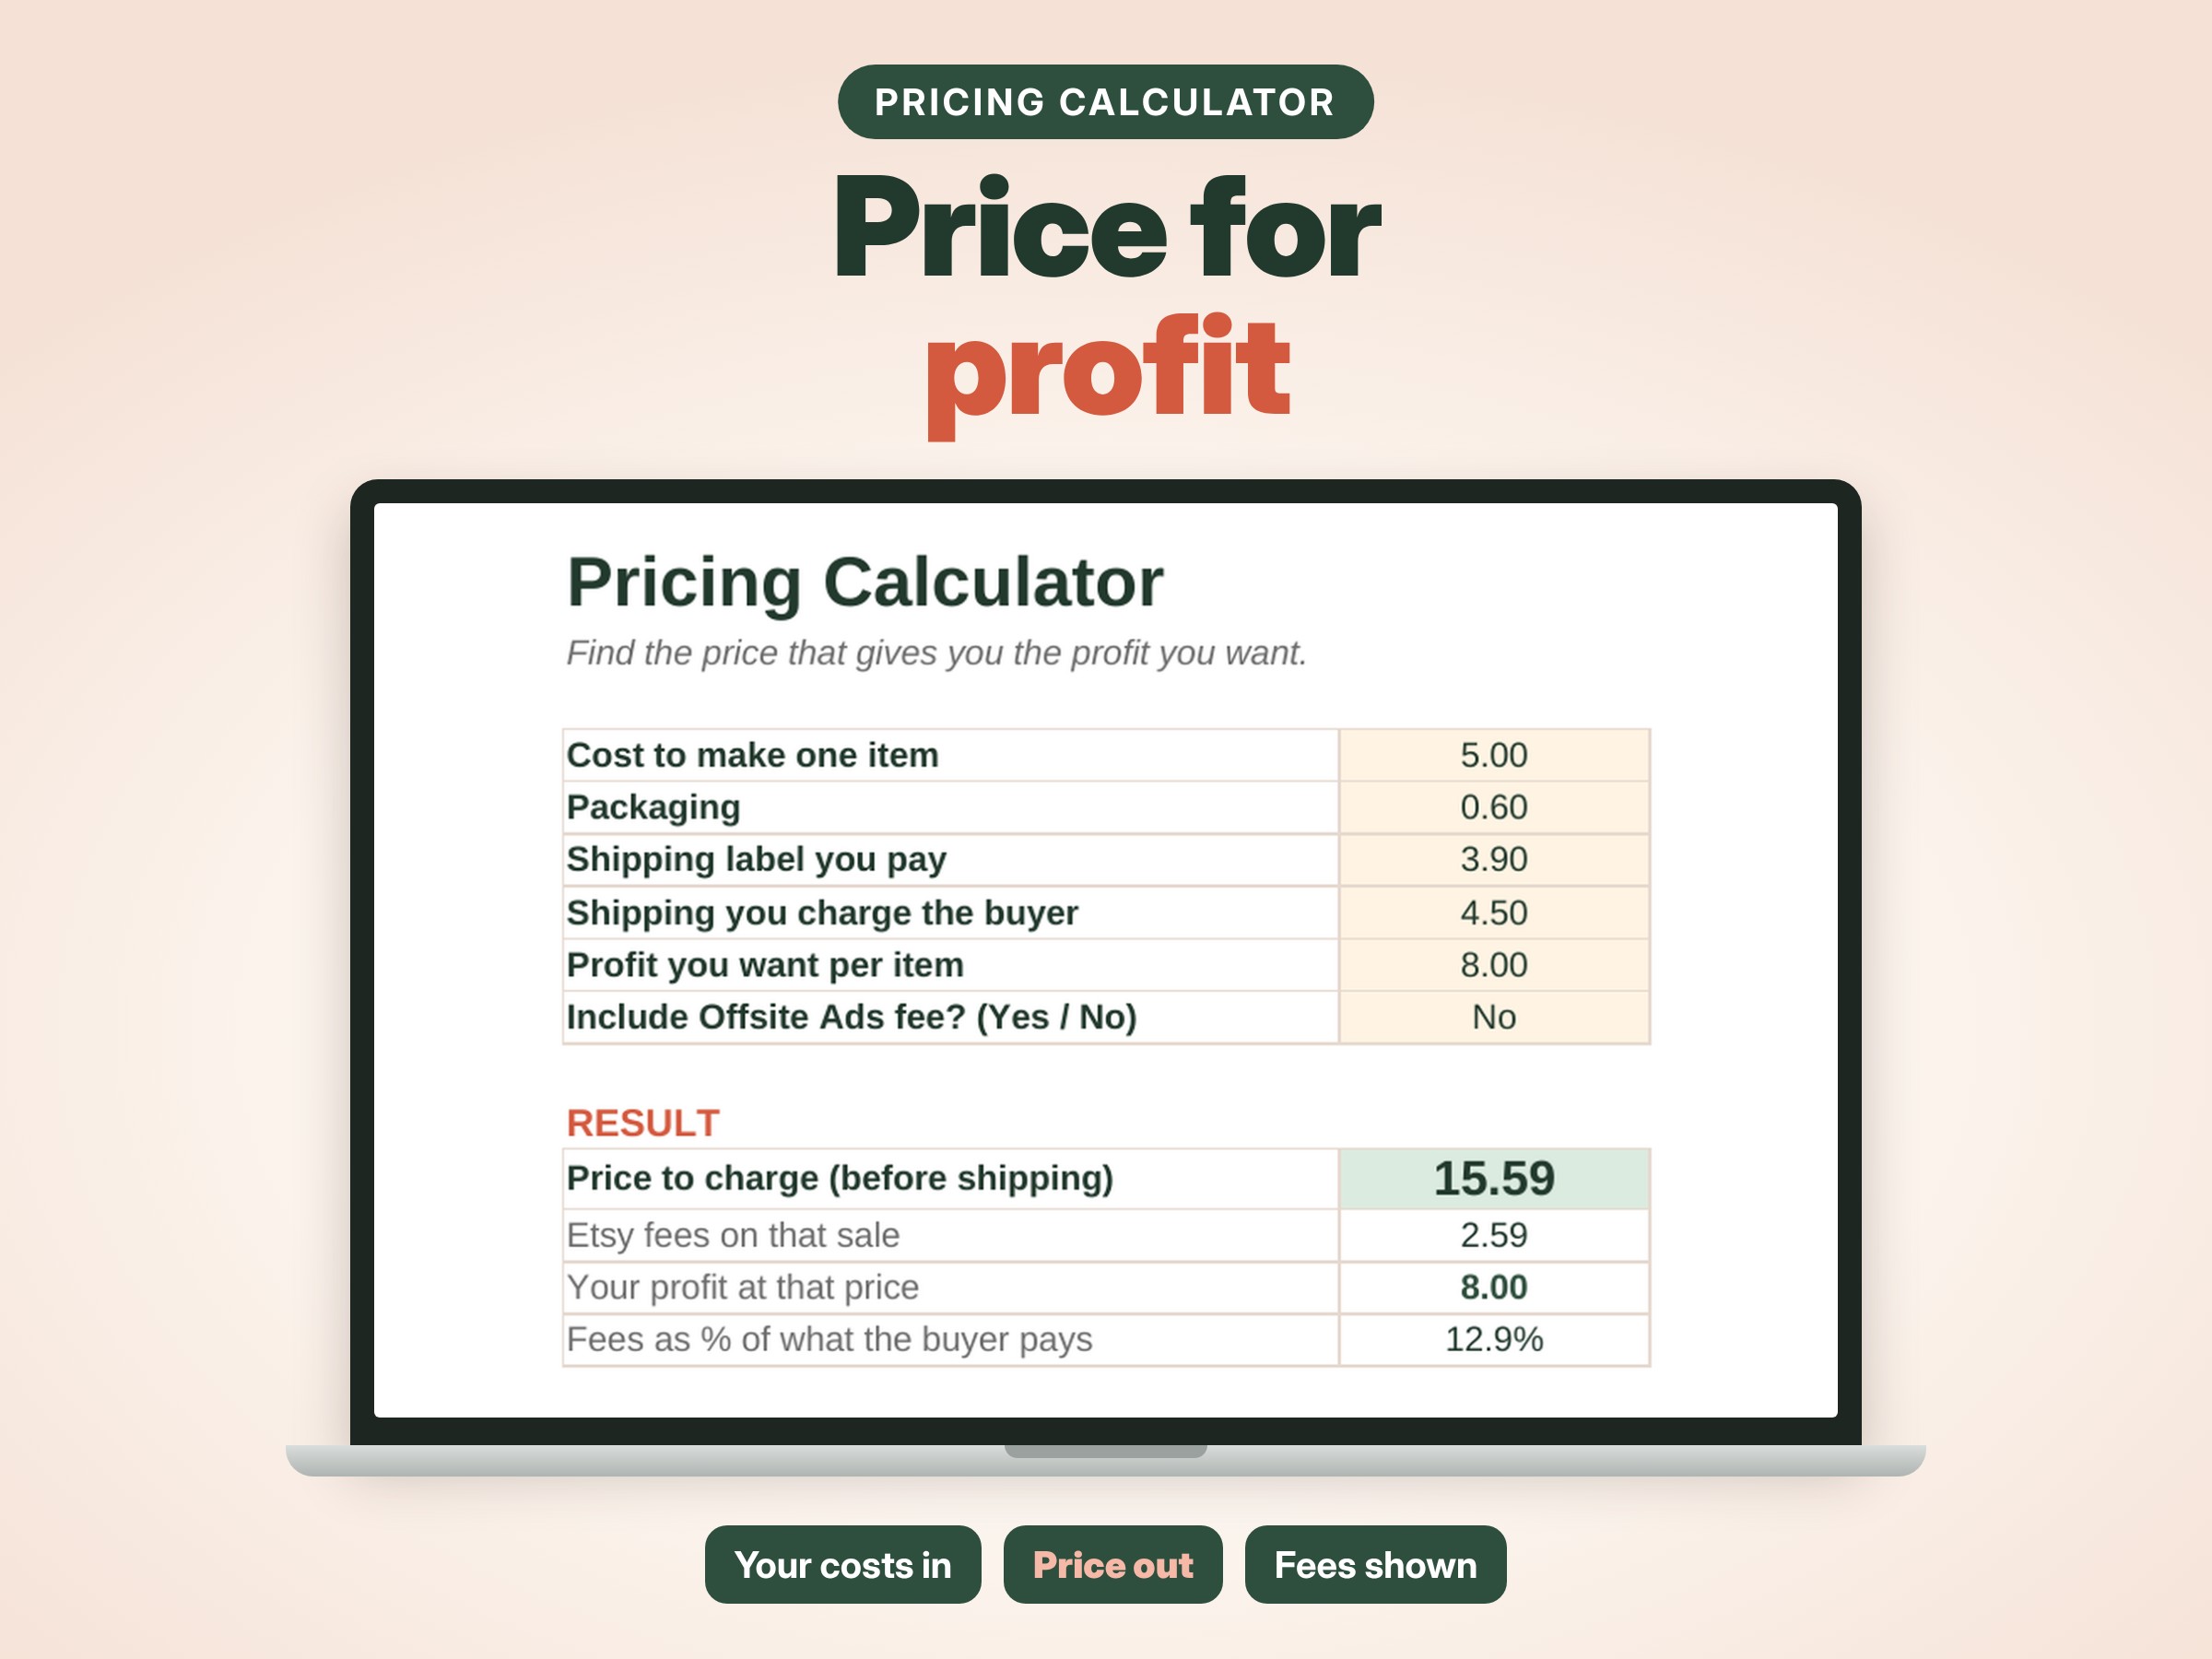 PRICING CALCULATOR
Price for
profit
Pricing Calculator
Find the price that gives you the profit you want.
Cost to make one item 5.00
Packaging 0.60
Shipping label you pay 3.90
Shipping you charge the buyer 4.50
Profit you want per item 8.00
Include Offsite Ads fee? (Yes / No) No
RESULT
Price to charge (before shipping) 15.59
Etsy fees on that sale 2.59
Your profit at that price 8.00
Fees as % of what the buyer pays 12.9%
Your costs in Price out Fees shown